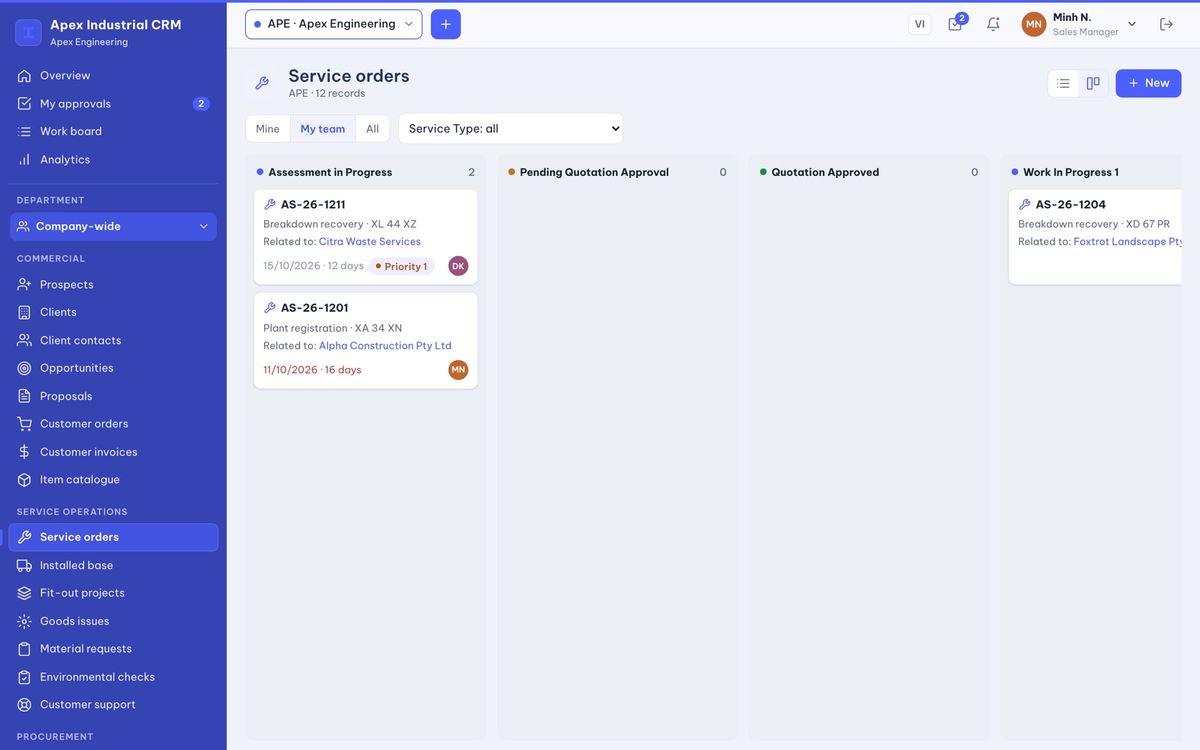 Apex Industrial CRM
Apex Engineering
Overview
My approvals 2
Work board
Analytics
DEPARTMENT
Company-wide
COMMERCIAL
Prospects
Clients
Client contacts
Opportunities
Proposals
Customer orders
Customer invoices
Item catalogue
SERVICE OPERATIONS
Service orders
Installed base
Fit-out projects
Goods issues
Material requests
Environmental checks
Customer support
PROCUREMENT
APE · Apex Engineering
+
VI
2
MN
Minh N.
Sales Manager
Service orders
APE · 12 records
+ New
Mine My team All
Service Type: all
Assessment in Progress 2
AS-26-1211
Breakdown recovery · XL 44 XZ
Related to: Citra Waste Services
15/10/2026 · 12 days Priority 1 DK
AS-26-1201
Plant registration · XA 34 XN
Related to: Alpha Construction Pty Ltd
11/10/2026 · 16 days MN
Pending Quotation Approval 0
Quotation Approved 0
Work In Progress 1
AS-26-1204
Breakdown recovery · XD 67 PR
Related to: Foxtrot Landscape Pty